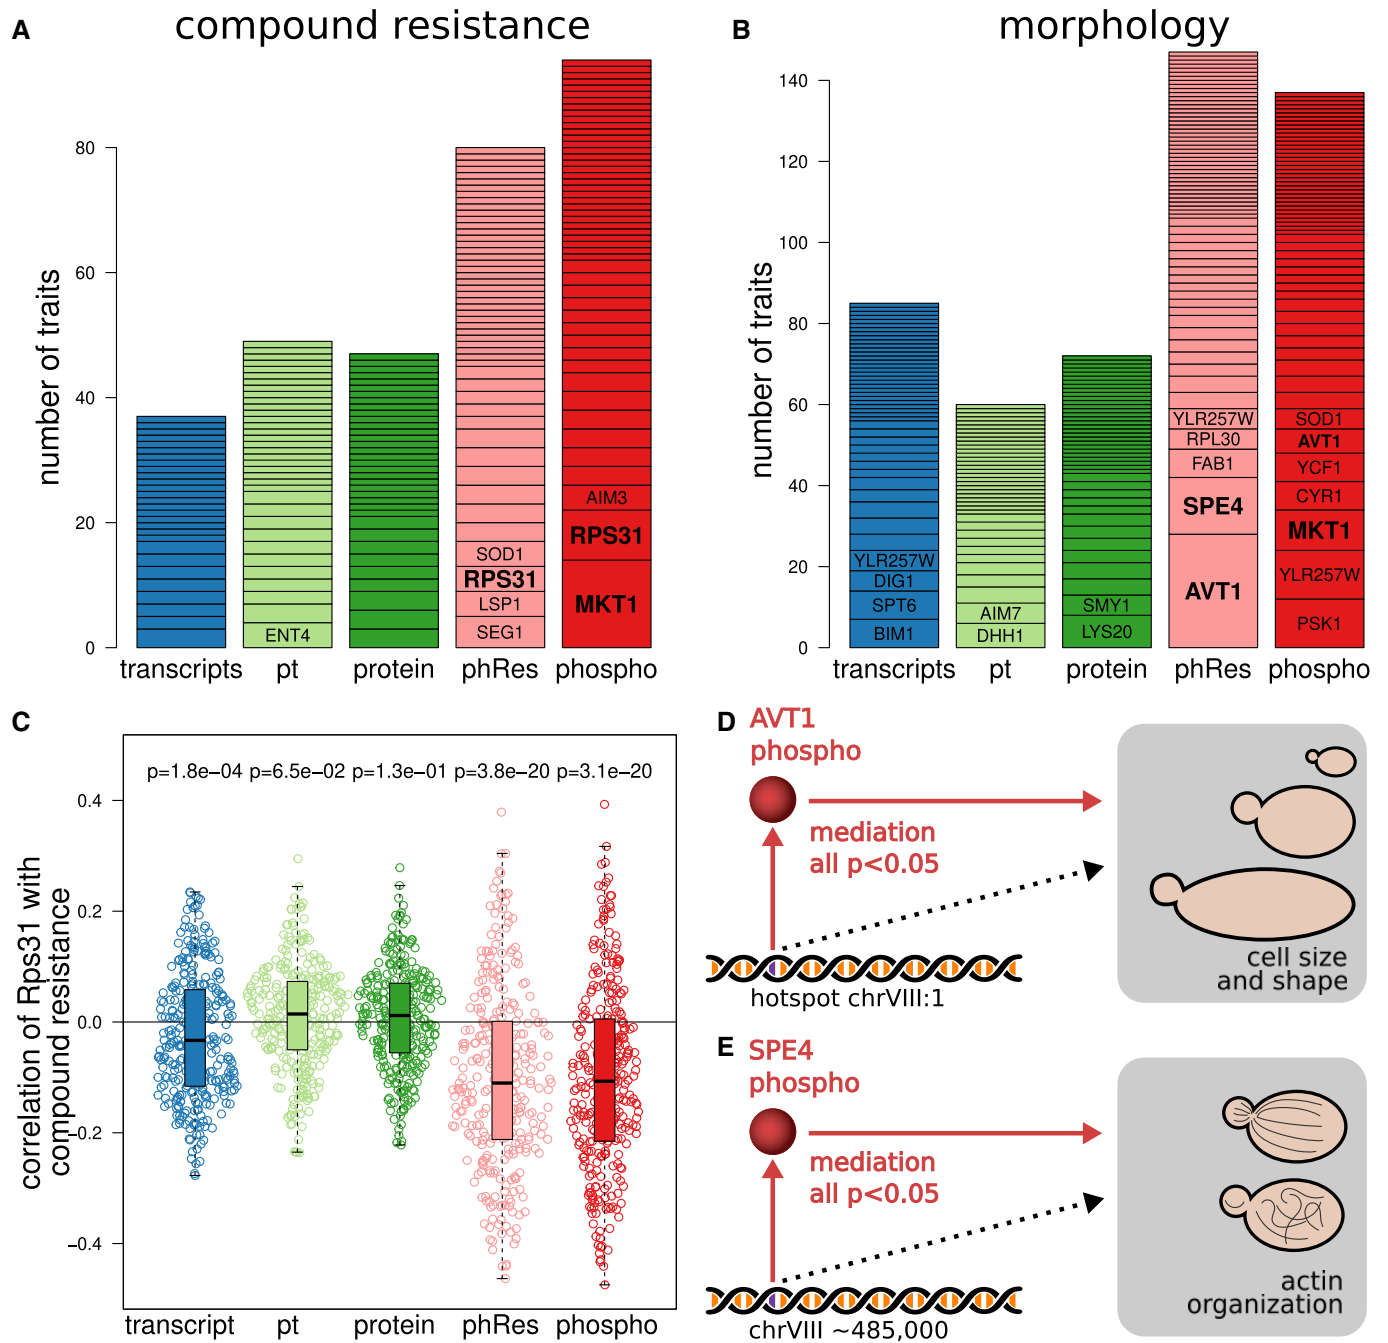 A
compound resistance
number of traits
80
60
40
20
0
ENT4
SOD1
RPS31
LSP1
SEG1
AIM3
RPS31
MKT1
transcripts pt protein phRes phospho
B
morphology
number of traits
140
120
100
80
60
40
20
0
YLR257W
DIG1
SPT6
BIM1
AIM7
DHH1
SMY1
LYS20
YLR257W
RPL30
FAB1
SPE4
AVT1
SOD1
AVT1
YCF1
CYR1
MKT1
YLR257W
PSK1
transcripts pt protein phRes phospho
C
correlation of Rps31 with
compound resistance
p=1.8e−04 p=6.5e−02 p=1.3e−01 p=3.8e−20 p=3.1e−20
0.4
0.2
0.0
−0.2
−0.4
transcript pt protein phRes phospho
D
AVT1
phospho
mediation
all p<0.05
hotspot chrVIII:1
cell size
and shape
E
SPE4
phospho
mediation
all p<0.05
chrVIII ~485,000
actin
organization